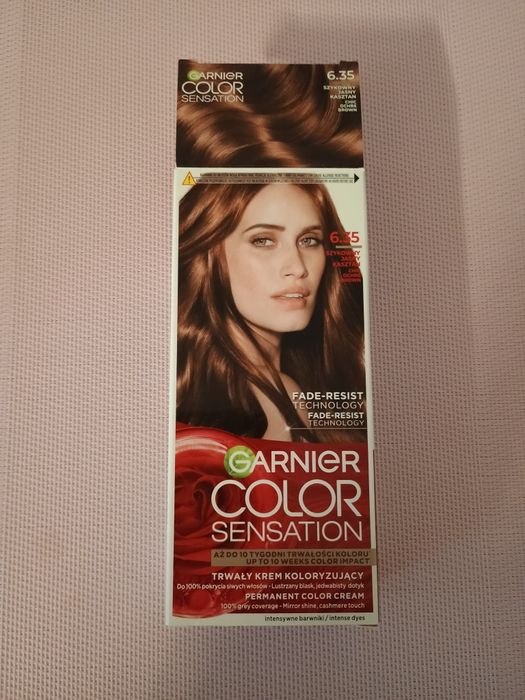 GARNIER
COLOR
SENSATION
6.35
SZYKOWNY
JASNY
KASZTAN
CHIC
OCHRE
BROWN
6.35
SZYKOWNY
JASNY
KASZTAN
CHIC
OCHRE
BROWN
FADE-RESIST
TECHNOLOGY
FADE-RESIST
TECHNOLOGY
GARNIER
COLOR
SENSATION
AŻ DO 10 TYGODNI TRWAŁOŚCI KOLORU
UP TO 10 WEEKS COLOR IMPACT
TRWAŁY KREM KOLORYZUJĄCY
Do 100% pokrycia siwych włosów - Lustrzany blask, jedwabisty dotyk
PERMANENT COLOR CREAM
100% grey coverage - Mirror shine, cashmere touch
intensywne barwniki / intense dyes